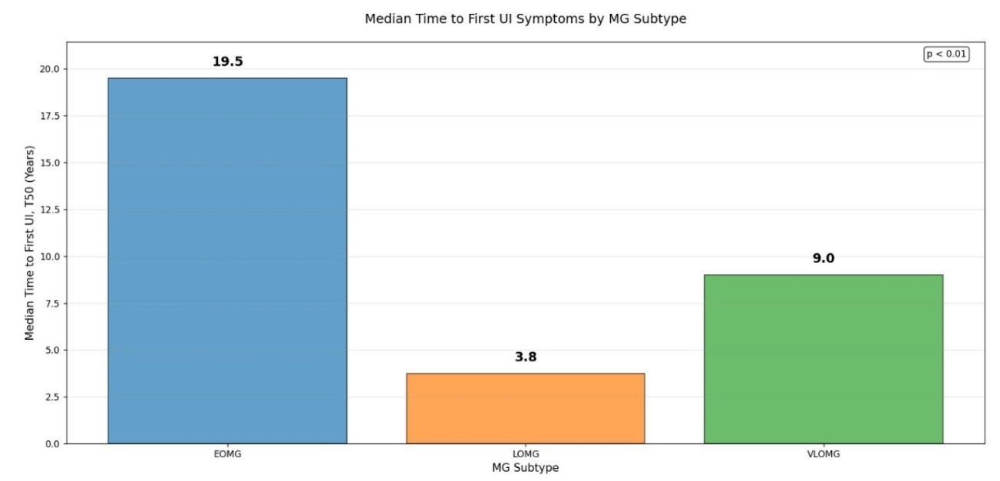 Median Time to First UI Symptoms by MG Subtype
p < 0.01
Median Time to First UI, T50 (Years)
20.0
17.5
15.0
12.5
10.0
7.5
5.0
2.5
0.0
19.5
3.8
9.0
EOMG
LOMG
VLOMG
MG Subtype